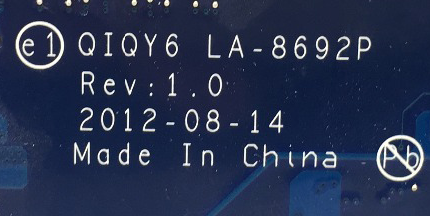 e1 QIQY6 LA-8692P
Rev:1.0
2012-08-14
Made In China Pb